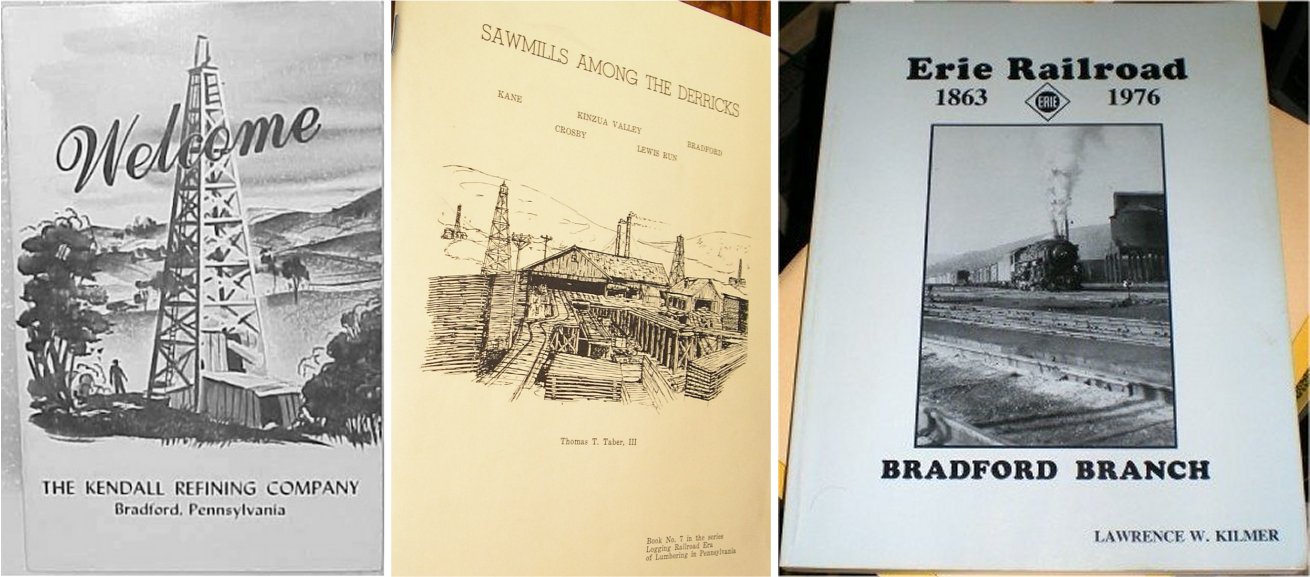 Welcome
THE KENDALL REFINING COMPANY
Bradford, Pennsylvania
SAWMILLS AMONG THE DERRICKS
KANE
KINZUA VALLEY
CROSBY
BRADFORD
LEWIS RUN
Thomas T. Taber, III
Book No. 7 in the series
Logging Railroad Era
of Lumbering in Pennsylvania
Erie Railroad
1863 ERIE 1976
BRADFORD BRANCH
LAWRENCE W. KILMER